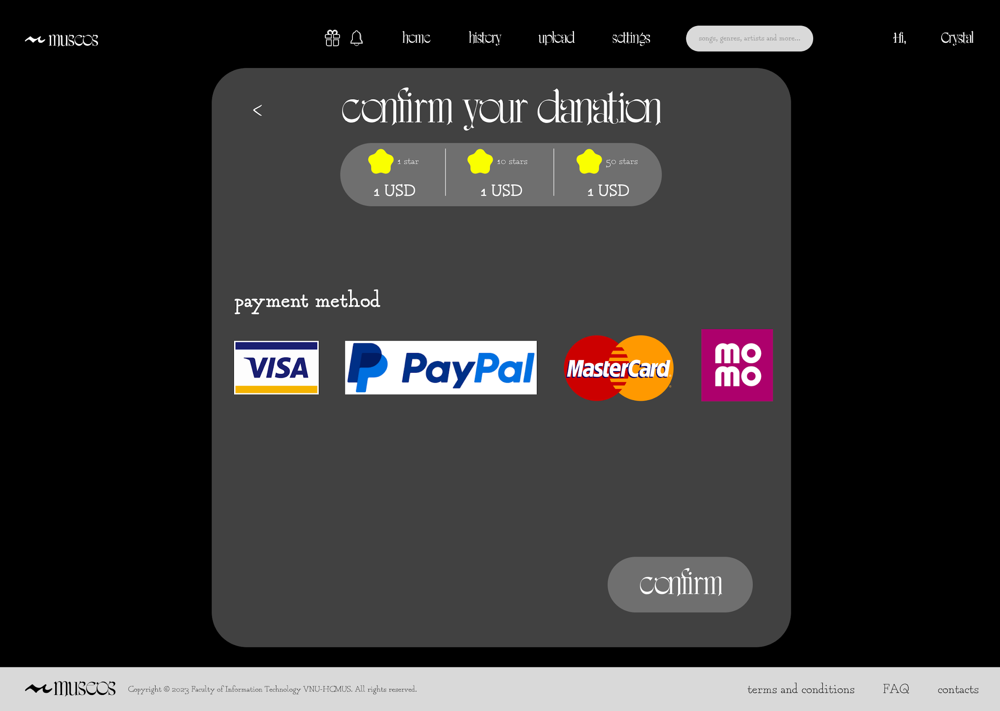 museos
home history upload settings songs, genres, artists and more... Hi, Crystal
< confirm your danation
1 star 10 stars 50 stars
1 USD 1 USD 1 USD
payment method
VISA PayPal MasterCard mo
mo
confirm
museos Copyright © 2023 Faculty of Information Technology VNU-HCMUS. All rights reserved. terms and conditions FAQ contacts